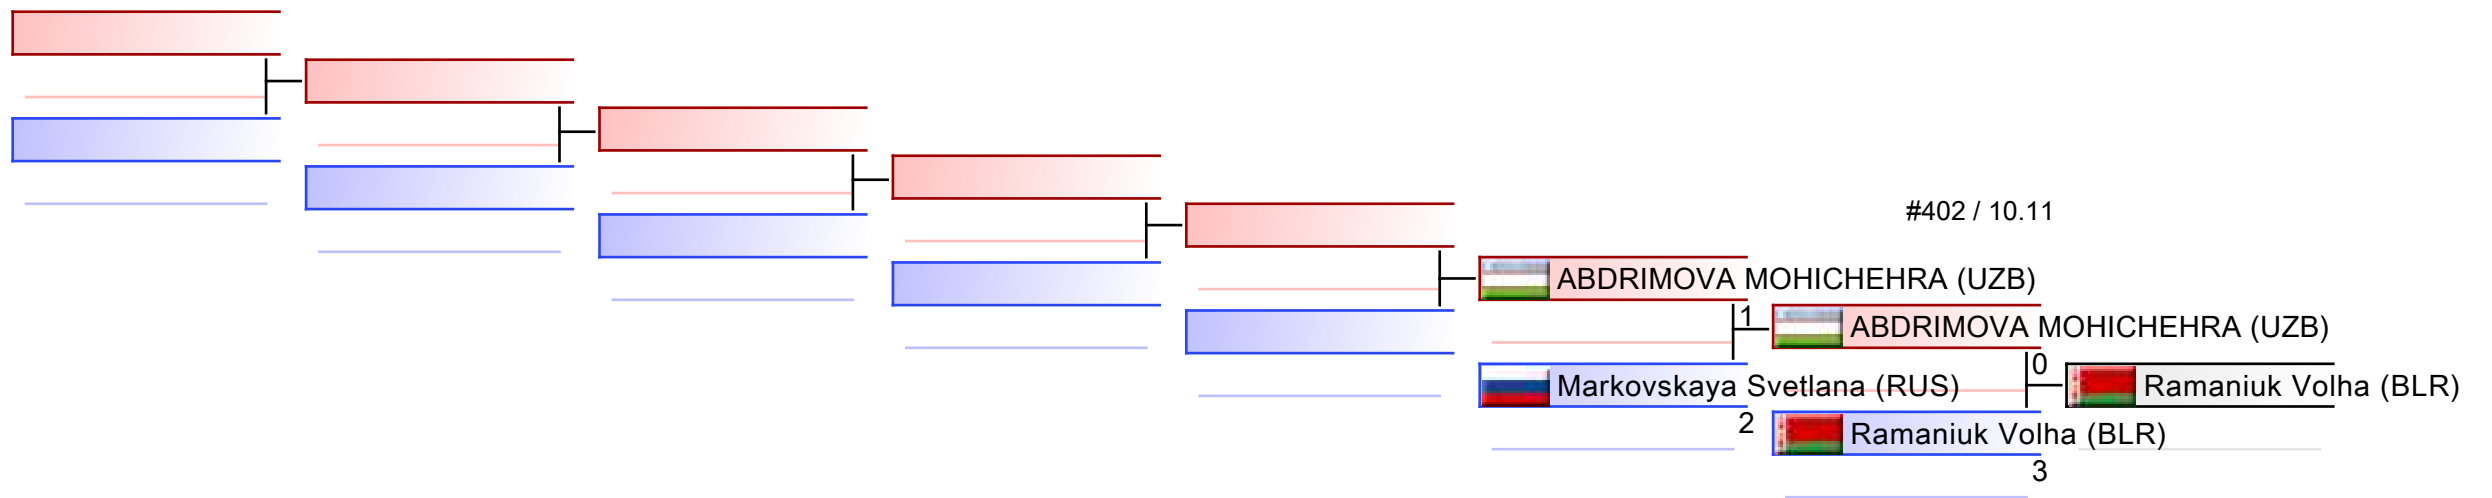 #402 / 10.11
ABDRIMOVA MOHICHEHRA (UZB)
1
ABDRIMOVA MOHICHEHRA (UZB)
0
Markovskaya Svetlana (RUS)
Ramaniuk Volha (BLR)
2
Ramaniuk Volha (BLR)
3